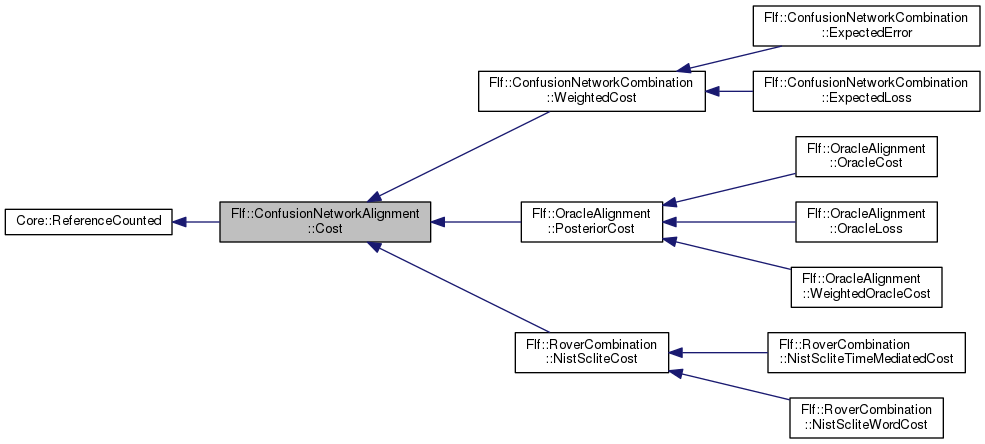 Core::ReferenceCounted
Flf::ConfusionNetworkAlignment
::Cost
Flf::ConfusionNetworkCombination
::WeightedCost
Flf::ConfusionNetworkCombination
::ExpectedError
Flf::ConfusionNetworkCombination
::ExpectedLoss
Flf::OracleAlignment
::PosteriorCost
Flf::OracleAlignment
::OracleCost
Flf::OracleAlignment
::OracleLoss
Flf::OracleAlignment
::WeightedOracleCost
Flf::RoverCombination
::NistScliteCost
Flf::RoverCombination
::NistScliteTimeMediatedCost
Flf::RoverCombination
::NistScliteWordCost